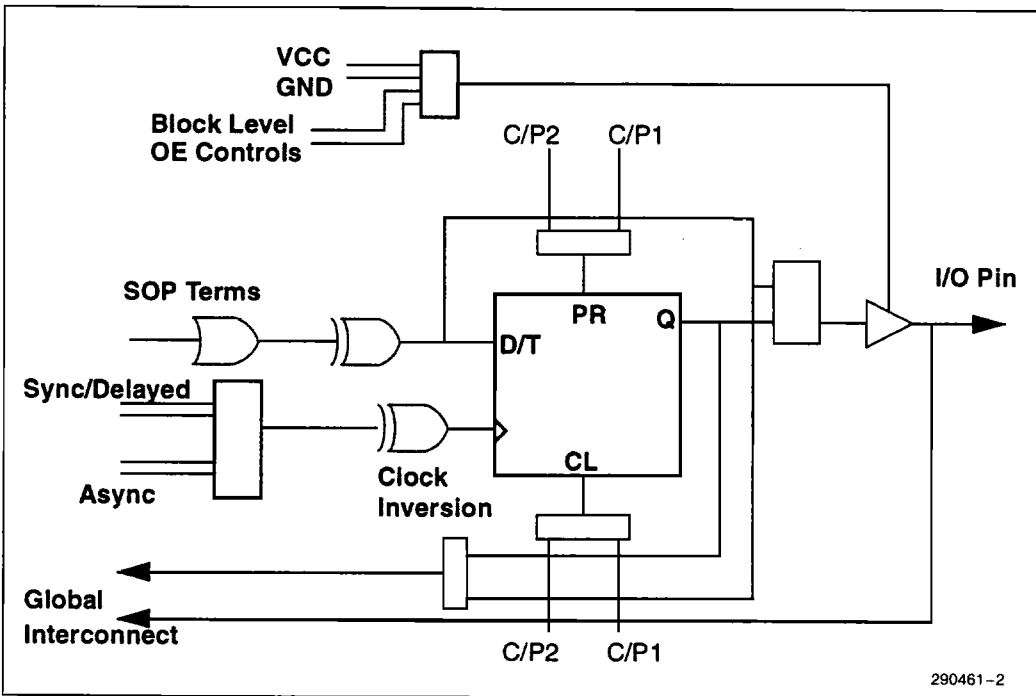 VCC
GND
Block Level
OE Controls
C/P2
C/P1
SOP Terms
I/O Pin
PR
Q
D/T
Sync/Delayed
CL
Clock
Inversion
Async
Global
Interconnect
C/P2
C/P1
290461-2